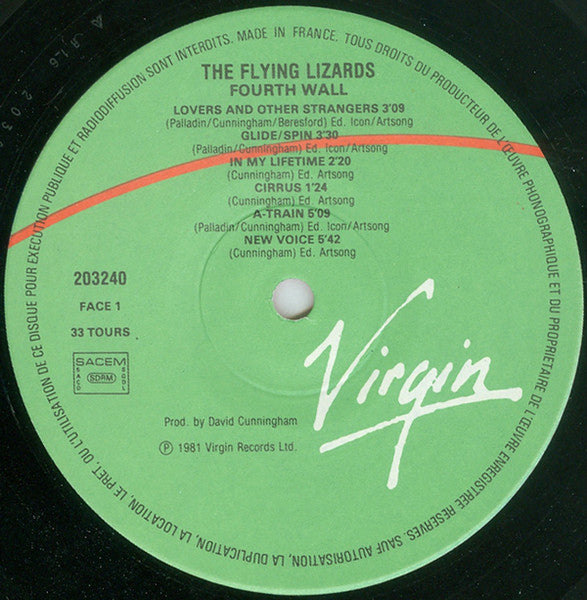 TOUS DROITS DU PRODUCTEUR DE L'ŒUVRE PHONOGRAPHIQUE ET DU PROPRIETAIRE DE L'ŒUVRE ENREGISTREE RESERVES. SAUF AUTORISATION, LA DUPLICATION, LA LOCATION, LE PRET, OU L'UTILISATION DE CE DISQUE POUR EXECUTION PUBLIQUE ET RADIODIFFUSION SONT INTERDITS. MADE IN FRANCE.
THE FLYING LIZARDS
FOURTH WALL
LOVERS AND OTHER STRANGERS 3'09
(Palladin/Cunningham/Beresford) Ed. Icon/Artsong
GLIDE/SPIN 3'30
(Palladin/Cunningham) Ed. Icon/Artsong
IN MY LIFETIME 2'20
(Cunningham) Ed. Artsong
CIRRUS 1'24
(Cunningham) Ed. Artsong
A-TRAIN 5'09
(Palladin/Cunningham) Ed. Icon/Artsong
NEW VOICE 5'42
(Cunningham) Ed. Artsong
203240
FACE 1
33 TOURS
SACEM
SACD
SDRM
SGDL
Virgin
Prod. by David Cunningham
Ⓟ 1981 Virgin Records Ltd.